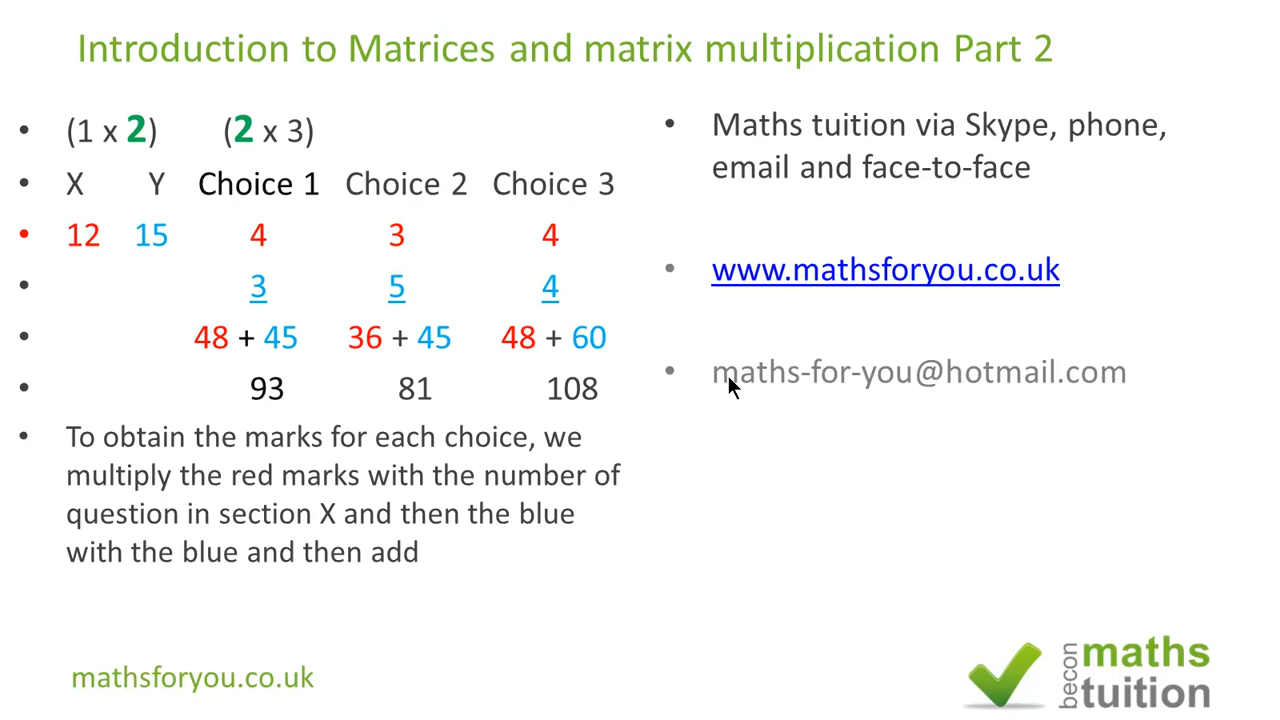 Introduction to Matrices and matrix multiplication Part 2
• (1 x 2) (2 x 3)
• X Y Choice 1 Choice 2 Choice 3
• 12 15 4 3 4
• 3 5 4
• 48 + 45 36 + 45 48 + 60
• 93 81 108
• To obtain the marks for each choice, we
multiply the red marks with the number of
question in section X and then the blue
with the blue and then add
• Maths tuition via Skype, phone,
email and face-to-face
• www.mathsforyou.co.uk
• maths-for-you@hotmail.com
mathsforyou.co.uk
becon
maths
tuition